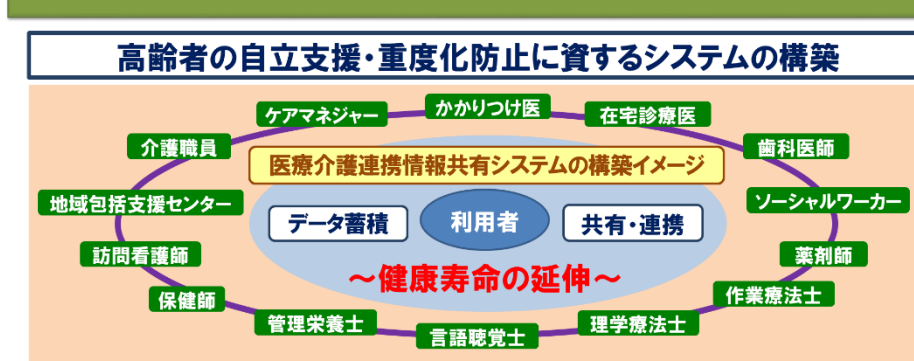 高齢者の自立支援・重度化防止に資するシステムの構築
ケアマネジャー
かかりつけ医
在宅診療医
介護職員
歯科医師
医療介護連携情報共有システムの構築イメージ
地域包括支援センター
データ蓄積
利用者
共有・連携
ソーシャルワーカー
訪問看護師
薬剤師
～健康寿命の延伸～
保健師
作業療法士
管理栄養士
言語聴覚士
理学療法士